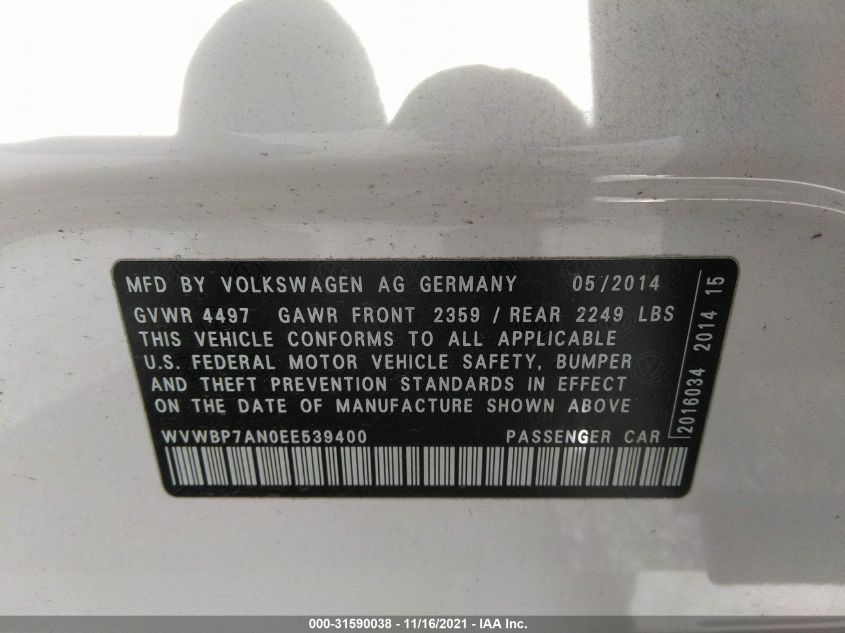 MFD BY VOLKSWAGEN AG GERMANY 05/2014
GVWR 4497 GAWR FRONT 2359 / REAR 2249 LBS
THIS VEHICLE CONFORMS TO ALL APPLICABLE
U.S. FEDERAL MOTOR VEHICLE SAFETY, BUMPER
AND THEFT PREVENTION STANDARDS IN EFFECT
ON THE DATE OF MANUFACTURE SHOWN ABOVE
WVWBP7AN0EE539400 PASSENGER CAR
2016034 2014 15
000-31590038 - 11/16/2021 - IAA Inc.